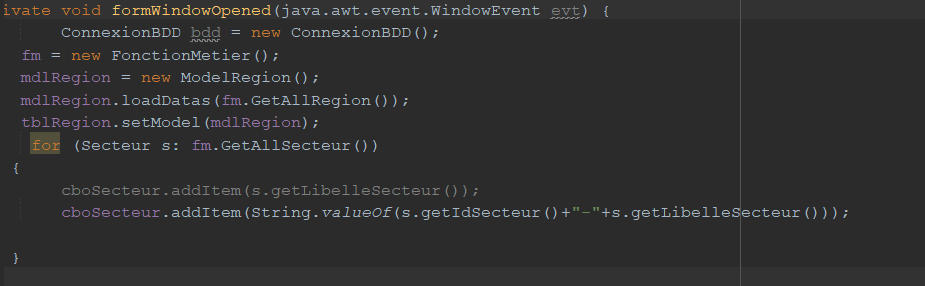 ivate void formWindowOpened(java.awt.event.WindowEvent evt) {
ConnexionBDD bdd = new ConnexionBDD();
fm = new FonctionMetier();
mdlRegion = new ModelRegion();
mdlRegion.loadDatas(fm.GetAllRegion());
tblRegion.setModel(mdlRegion);
for (Secteur s: fm.GetAllSecteur())
{
cboSecteur.addItem(s.getLibelleSecteur());
cboSecteur.addItem(String.valueOf(s.getIdSecteur()+"-"+s.getLibelleSecteur()));
}